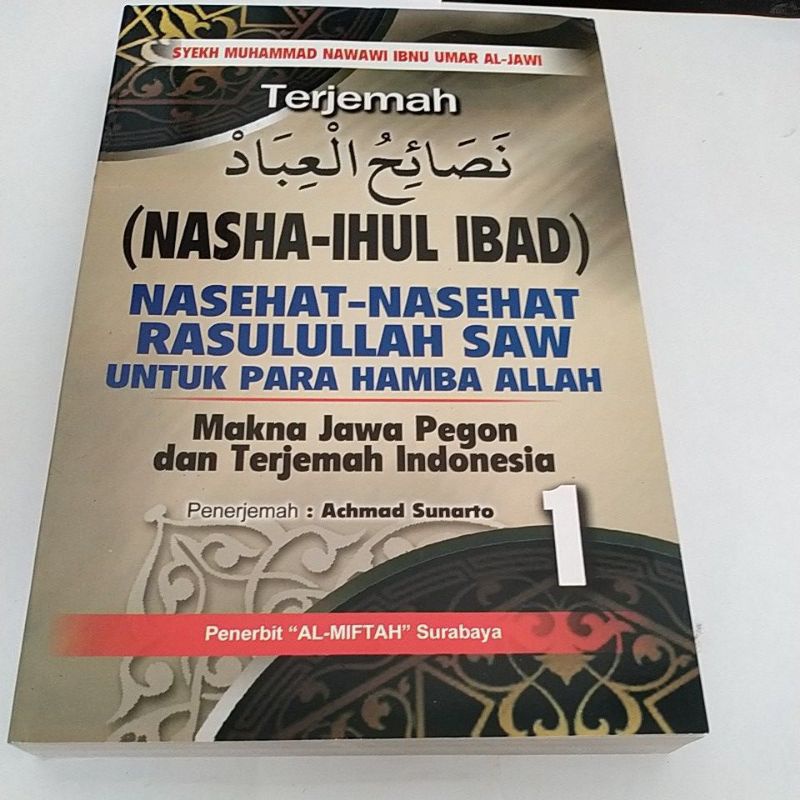 SYEKH MUHAMMAD NAWAWI IBNU UMAR AL-JAWI
Terjemah
نَصَائِحُ الْعِبَادْ
(NASHA-IHUL IBAD)
NASEHAT-NASEHAT
RASULULLAH SAW
UNTUK PARA HAMBA ALLAH
Makna Jawa Pegon
dan Terjemah Indonesia
Penerjemah : Achmad Sunarto
1
Penerbit "AL-MIFTAH" Surabaya